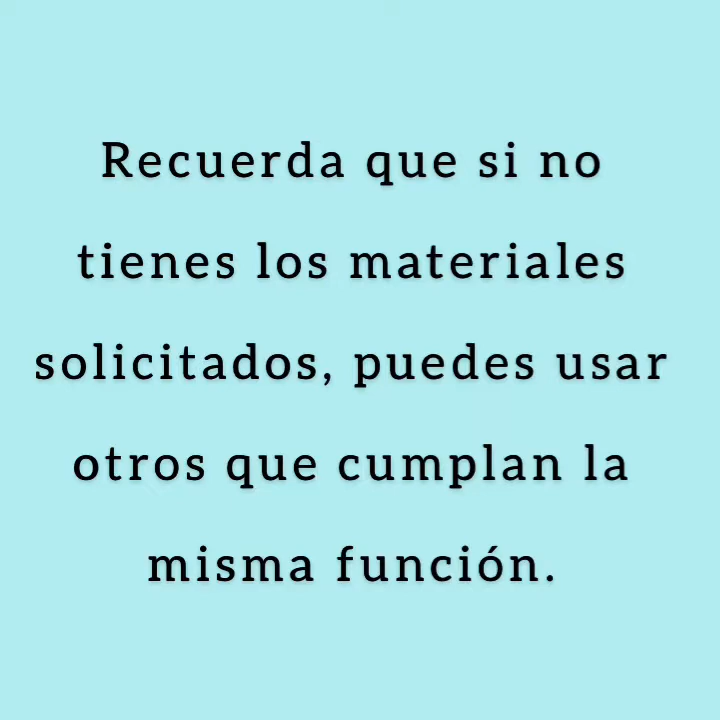 Recuerda que si no
tienes los materiales
solicitados, puedes usar
otros que cumplan la
misma función.